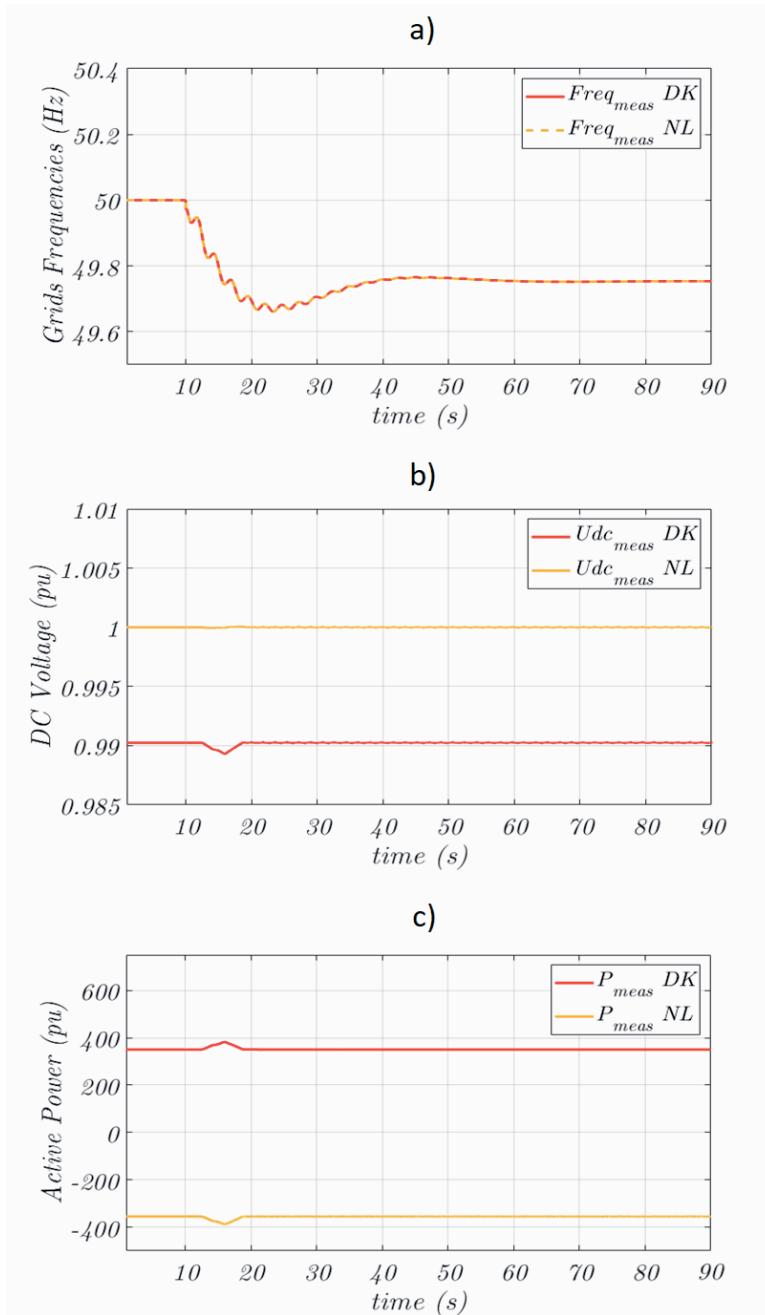 a)
50.4
50.2
50
49.8
49.6
Grids Frequencies (Hz)
Freq_meas DK
Freq_meas NL
10 20 30 40 50 60 70 80 90
time (s)
b)
1.01
1.005
1
0.995
0.99
0.985
DC Voltage (pu)
Udc_meas DK
Udc_meas NL
10 20 30 40 50 60 70 80 90
time (s)
c)
600
400
200
0
-200
-400
Active Power (pu)
P_meas DK
P_meas NL
10 20 30 40 50 60 70 80 90
time (s)